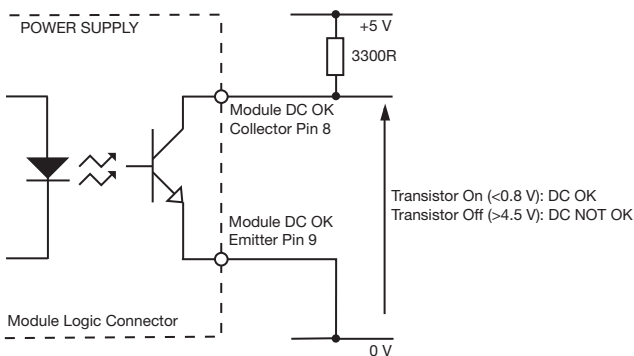 POWER SUPPLY
+5 V
3300R
Module DC OK
Collector Pin 8
Transistor On (<0.8 V): DC OK
Transistor Off (>4.5 V): DC NOT OK
Module DC OK
Emitter Pin 9
Module Logic Connector
0 V